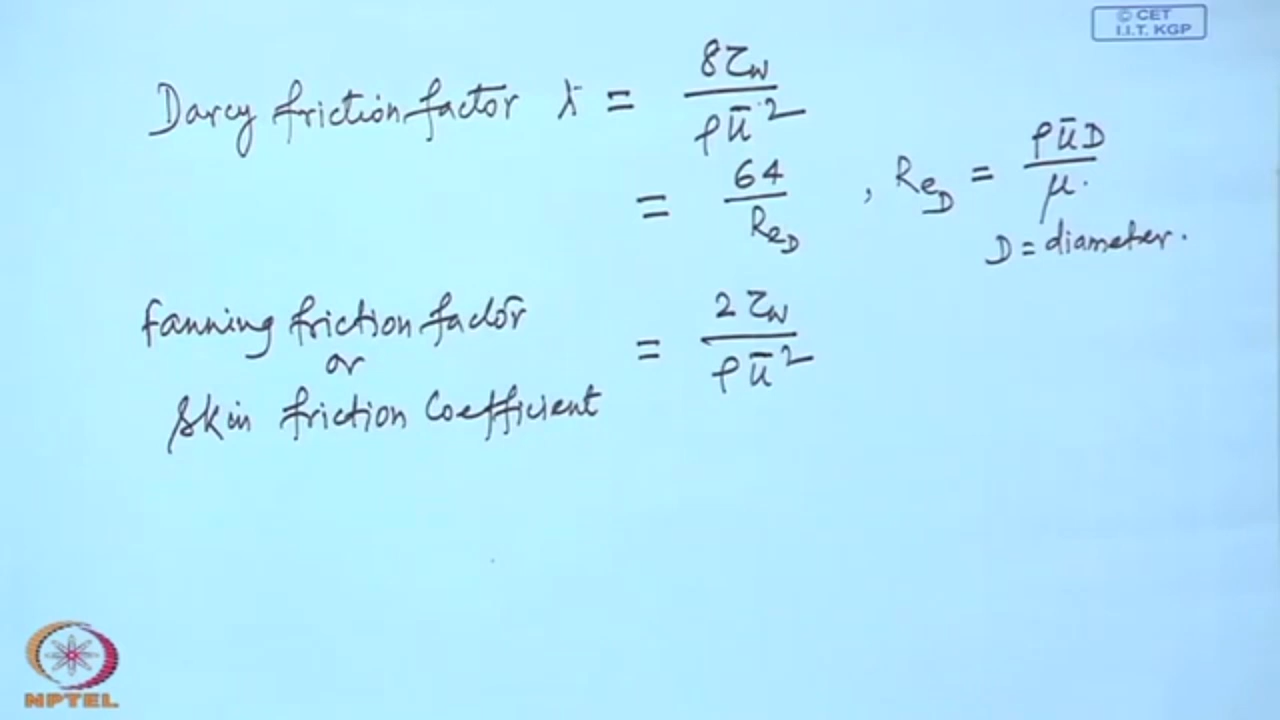 © CET
I.I.T. KGP
Darcy friction factor λ = 8τw / ρū²
= 64 / ReD , ReD = ρūD / μ.
D = diameter.
Fanning friction factor
or
Skin friction Coefficient = 2τw / ρū²
NPTEL